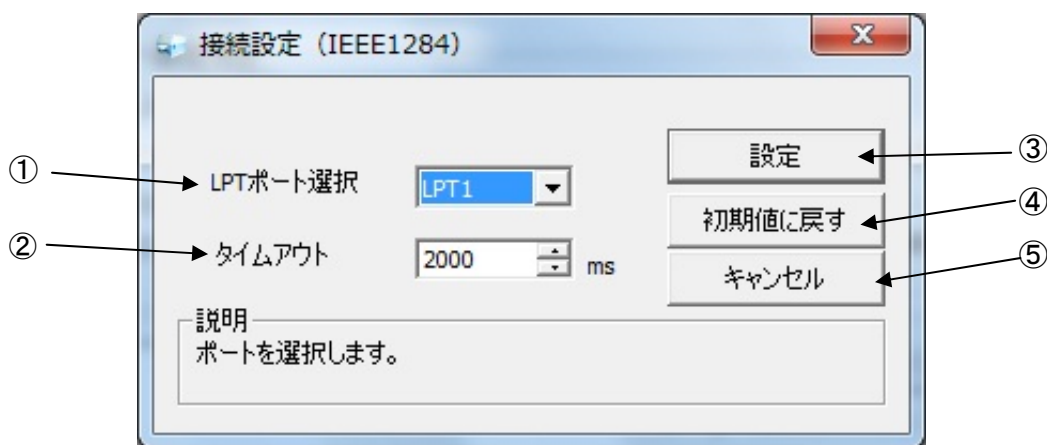 接続設定（IEEE1284）
設定
③
①
LPTポート選択
LPT1
初期値に戻す
④
②
タイムアウト
2000
ms
キャンセル
⑤
説明
ポートを選択します。